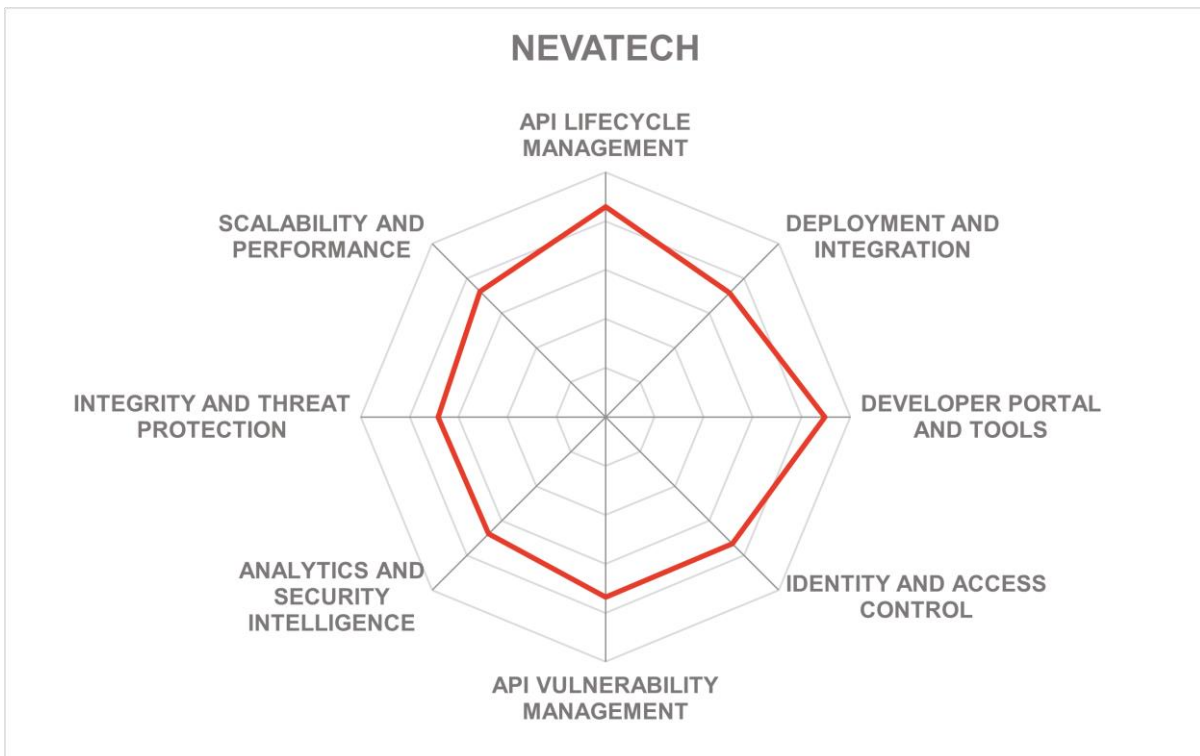 NEVATECH
API LIFECYCLE
MANAGEMENT
SCALABILITY AND
PERFORMANCE
DEPLOYMENT AND
INTEGRATION
INTEGRITY AND THREAT
PROTECTION
DEVELOPER PORTAL
AND TOOLS
ANALYTICS AND
SECURITY
INTELLIGENCE
IDENTITY AND ACCESS
CONTROL
API VULNERABILITY
MANAGEMENT